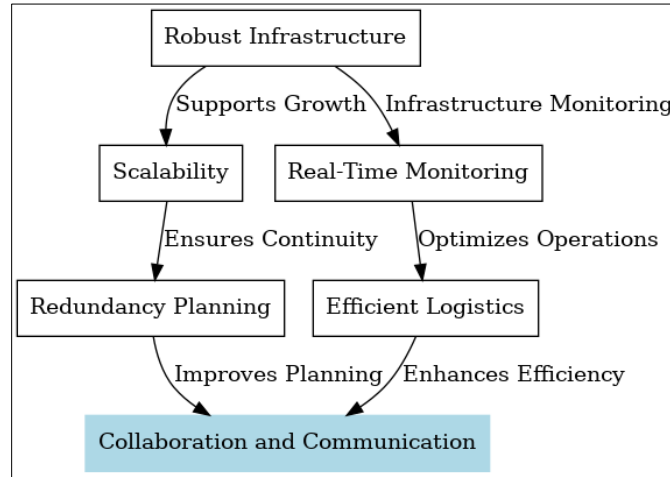 Robust Infrastructure
Supports Growth
Infrastructure Monitoring
Scalability
Real-Time Monitoring
Ensures Continuity
Optimizes Operations
Redundancy Planning
Efficient Logistics
Improves Planning
Enhances Efficiency
Collaboration and Communication